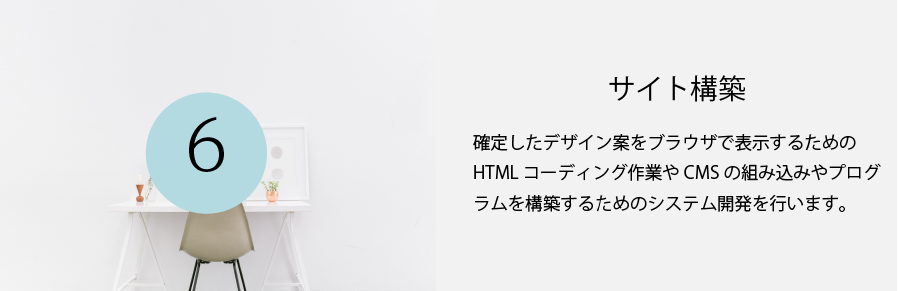 6
サイト構築
確定したデザイン案をブラウザで表示するための
HTML コーディング作業や CMS の組み込みやプログ
ラムを構築するためのシステム開発を行います。